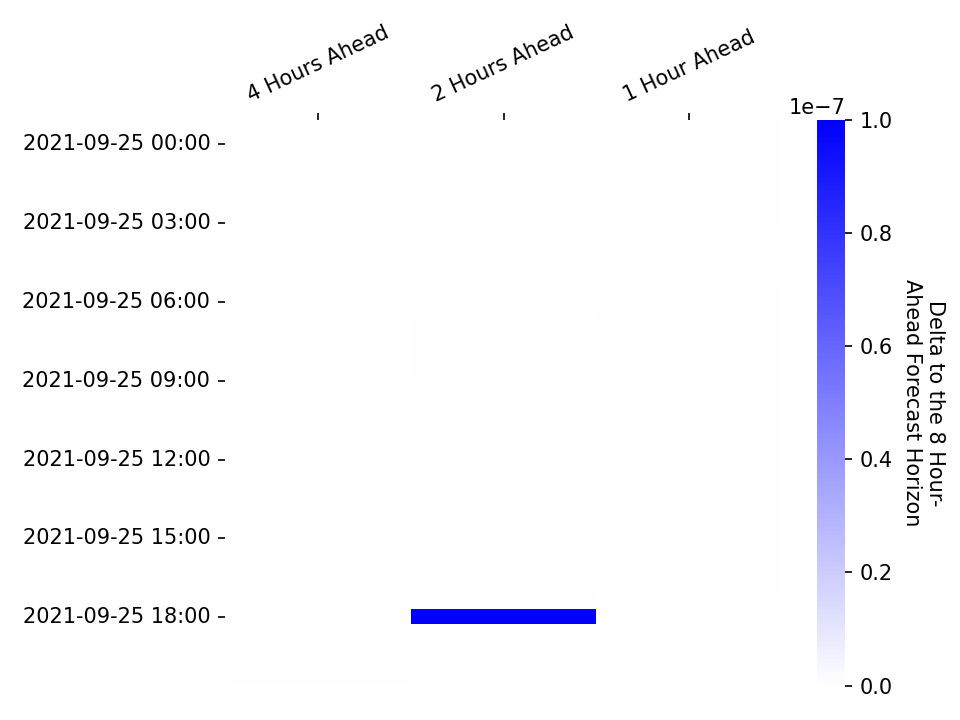 4 Hours Ahead
2 Hours Ahead
1 Hour Ahead
1e−7
2021-09-25 00:00
2021-09-25 03:00
2021-09-25 06:00
2021-09-25 09:00
2021-09-25 12:00
2021-09-25 15:00
2021-09-25 18:00
1.0
0.8
0.6
0.4
0.2
0.0
Delta to the 8 Hour-
Ahead Forecast Horizon